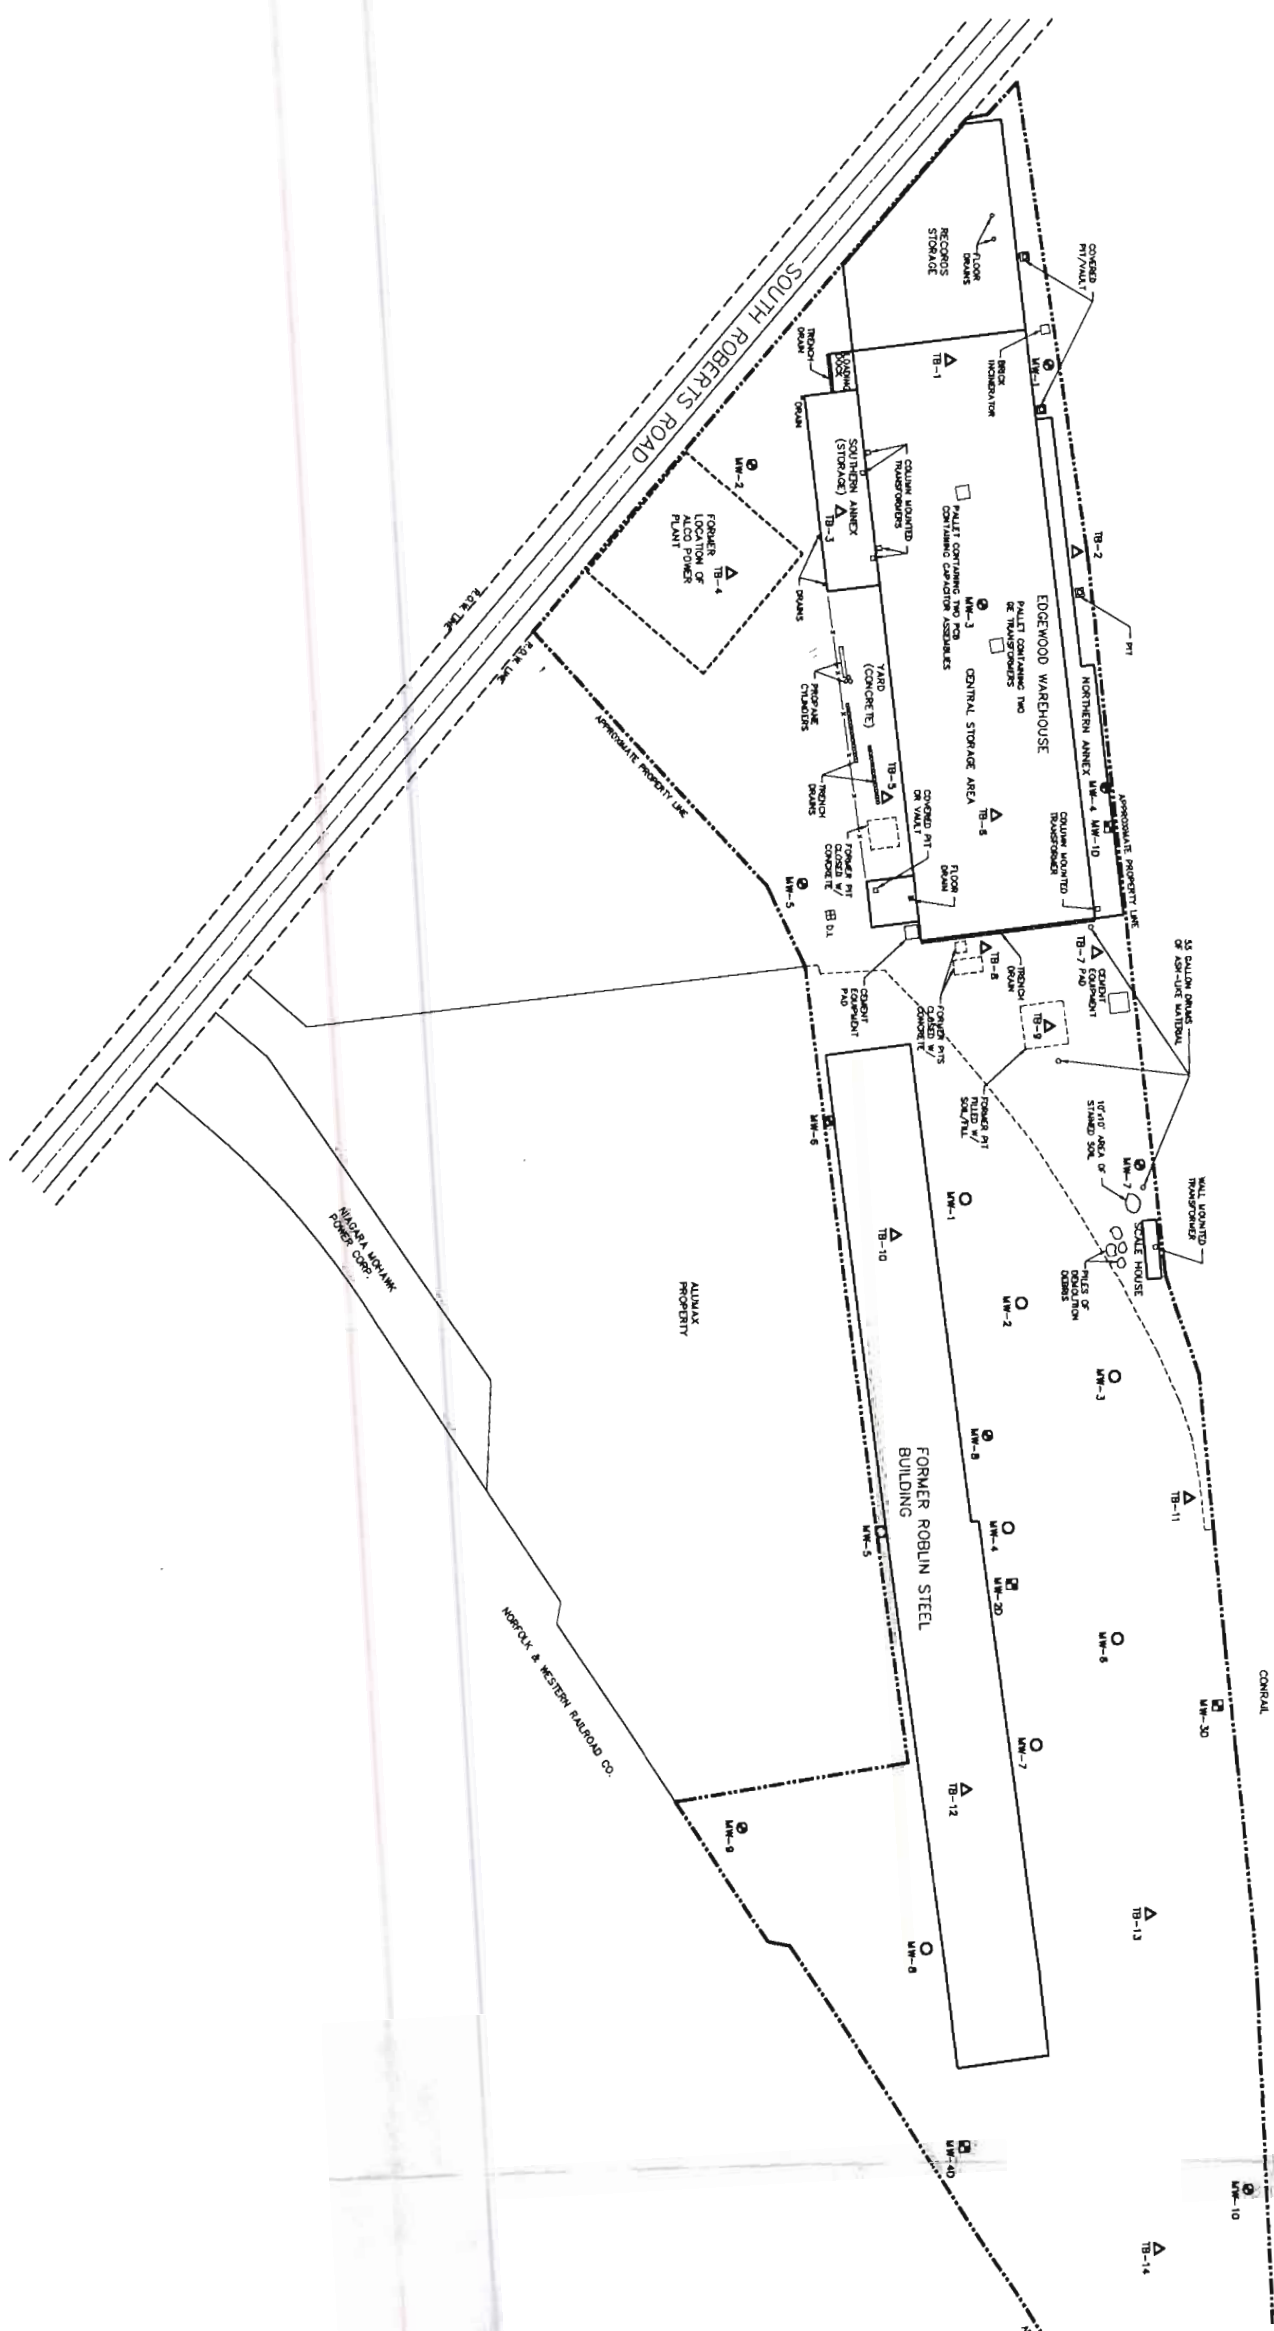 COVERED
PIT/VAULT
RECORDS
STORAGE
FLOOR
DRAINS
SOUTH ROBERTS ROAD
TRENCH
DRAIN
LOADING
DOCK
TB-1
BRICK
INCINERATOR
MW-1
DRAIN
MW-2
SOUTHERN ANNEX
(STORAGE)
TB-3
COLUMN MOUNTED
TRANSFORMERS
PALLET CONTAINING TWO PCB
CONTAINING CAPACITOR ASSEMBLIES
TB-2
FORMER
LOCATION OF
ALCO POWER
PLANT
TB-4
DRAINS
MW-3
PALLET CONTAINING TWO
GE TRANSFORMERS
EDGEWOOD WAREHOUSE
PIT
R.O.W. LINE
R.O.W. LINE
YARD
(CONCRETE)
CENTRAL STORAGE AREA
NORTHERN ANNEX
PROPANE
CYLINDERS
APPROXIMATE PROPERTY LINE
TRENCH
DRAINS
TB-5
COVERED PIT
OR VAULT
TB-6
COLUMN MOUNTED
TRANSFORMER
MW-4
MW-1D
APPROXIMATE PROPERTY LINE
MW-5
FORMER PIT
CLOSED W/
CONCRETE
D.I.
FLOOR
DRAIN
TB-8
TRENCH
DRAIN
TB-7
CEMENT
EQUIPMENT
PAD
55 GALLON DRUMS
OF ASH-LIKE MATERIAL
CEMENT
EQUIPMENT
PAD
FORMER PITS
CLOSED W/
CONCRETE
TB-9
FORMER PIT
FILLED W/
SOIL/FILL
10'x10' AREA OF
STAINED SOIL
MW-6
MW-7
WALL MOUNTED
TRANSFORMER
NIAGARA MOHAWK
POWER CORP.
MW-1
TB-10
SCALE HOUSE
PILES OF
DEMOLITION
DEBRIS
ALUMAX
PROPERTY
MW-2
MW-3
MW-8
FORMER ROBLIN STEEL
BUILDING
TB-11
MW-5
MW-4
MW-2D
NORFOLK & WESTERN RAILROAD CO.
MW-6
CONRAIL
MW-3D
MW-7
TB-12
MW-9
TB-13
MW-8
MW-4D
MW-10
TB-14